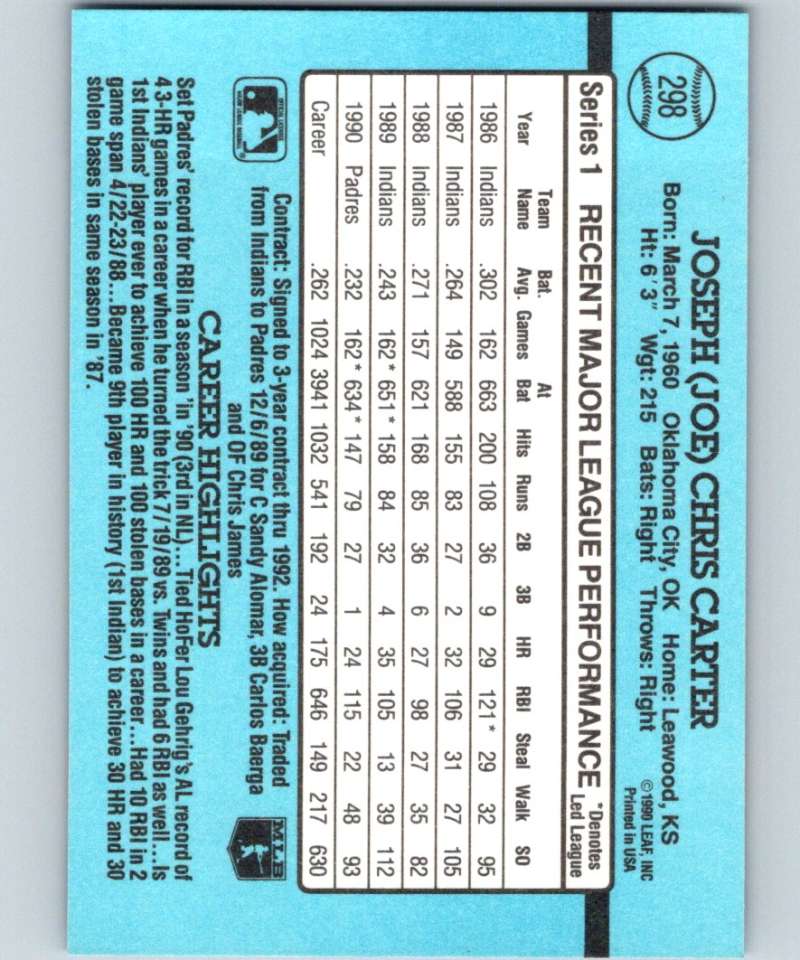 298
JOSEPH (JOE) CHRIS CARTER
Born: March 7, 1960 Oklahoma City, OK Home: Leawood, KS
Ht: 6'3" Wgt: 215 Bats: Right Throws: Right
©1990 LEAF, INC
Printed in USA
Series 1 RECENT MAJOR LEAGUE PERFORMANCE *Denotes Led League
Year Team Name Bat. Avg. Games At Bat Hits Runs 2B 3B HR RBI Steal Walk SO
1986 Indians .302 162 663 200 108 36 9 29 121* 29 32 95
1987 Indians .264 149 588 155 83 27 2 32 106 31 27 105
1988 Indians .271 157 621 168 85 36 6 27 98 27 35 82
1989 Indians .243 162* 651* 158 84 32 4 35 105 13 39 112
1990 Padres .232 162* 634* 147 79 27 1 24 115 22 48 93
Career .262 1024 3941 1032 541 192 24 175 646 149 217 630
OFFICIAL LICENSEE
MAJOR LEAGUE BASEBALL
Contract: Signed to 3-year contract thru 1992. How acquired: Traded
from Indians to Padres 12/6/89 for C Sandy Alomar, 3B Carlos Baerga
and OF Chris James
MLB
CAREER HIGHLIGHTS
Set Padres' record for RBI in a season 'in '90 (3rd in NL)...Tied HoFer Lou Gehrig's AL record of
43-HR games in a career when he turned the trick 7/19/89 vs. Twins and had 6 RBI as well...Is
1st Indians' player ever to achieve 100 HR and 100 stolen bases in a career...Had 10 RBI in 2
game span 4/22-23/88...Became 9th player in history (1st Indian) to achieve 30 HR and 30
stolen bases in same season in '87.